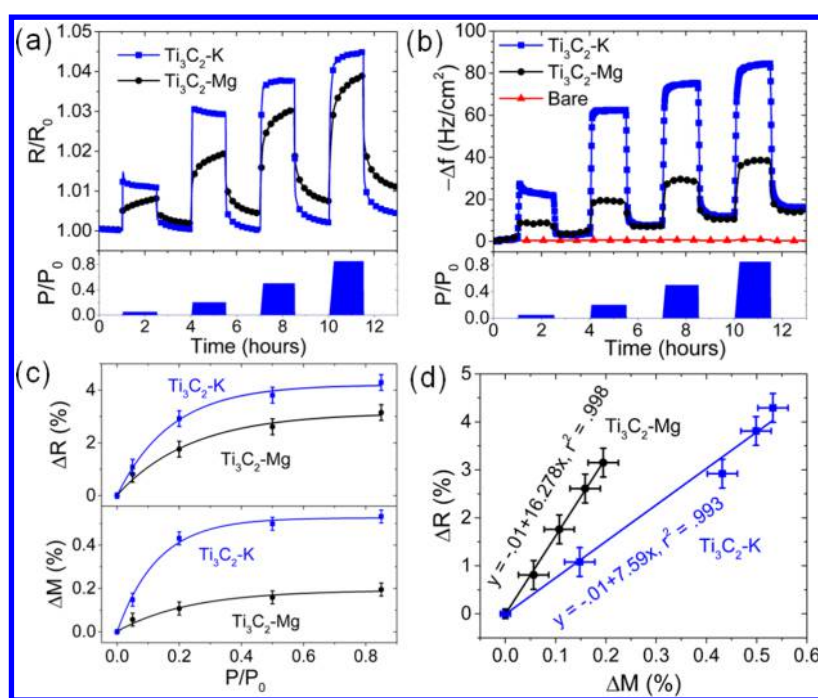 (a)
1.05
1.04
1.03
1.02
1.01
1.00
R/R₀
Ti₃C₂-K
Ti₃C₂-Mg
0.8
0.4
0.0
P/P₀
0 2 4 6 8 10 12
Time (hours)
(b)
100
80
60
40
20
0
−Δf (Hz/cm²)
Ti₃C₂-K
Ti₃C₂-Mg
Bare
0.8
0.4
0.0
P/P₀
0 2 4 6 8 10 12
Time (hours)
(c)
4
2
0
ΔR (%)
Ti₃C₂-K
Ti₃C₂-Mg
0.4
0.2
0.0
ΔM (%)
Ti₃C₂-K
Ti₃C₂-Mg
0.0 0.2 0.4 0.6 0.8
P/P₀
(d)
5
4
3
2
1
0
ΔR (%)
y = -.01+16.278x, r² = .998
Ti₃C₂-Mg
y = -.01+7.59x, r² = .993
Ti₃C₂-K
0.0 0.1 0.2 0.3 0.4 0.5 0.6
ΔM (%)